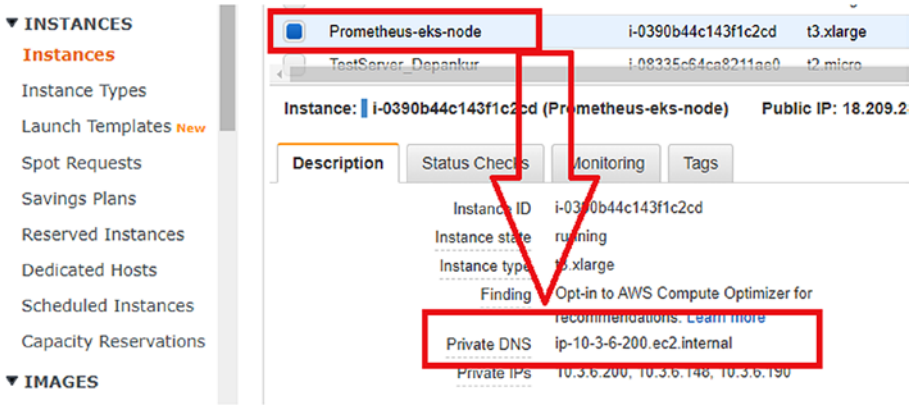 INSTANCES
Instances
Instance Types
Launch Templates New
Spot Requests
Savings Plans
Reserved Instances
Dedicated Hosts
Scheduled Instances
Capacity Reservations
IMAGES
Prometheus-eks-node i-0390b44c143f1c2cd t3.xlarge
TestServer_Depankur i-08335c64ca8211ae0 t2.micro
Instance: i-0390b44c143f1c2cd (Prometheus-eks-node) Public IP: 18.209.2
Description Status Checks Monitoring Tags
Instance ID i-0390b44c143f1c2cd
Instance state running
Instance type t3.xlarge
Finding Opt-in to AWS Compute Optimizer for
recommendations. Learn more
Private DNS ip-10-3-6-200.ec2.internal
Private IPs 10.3.6.200, 10.3.6.148, 10.3.6.190